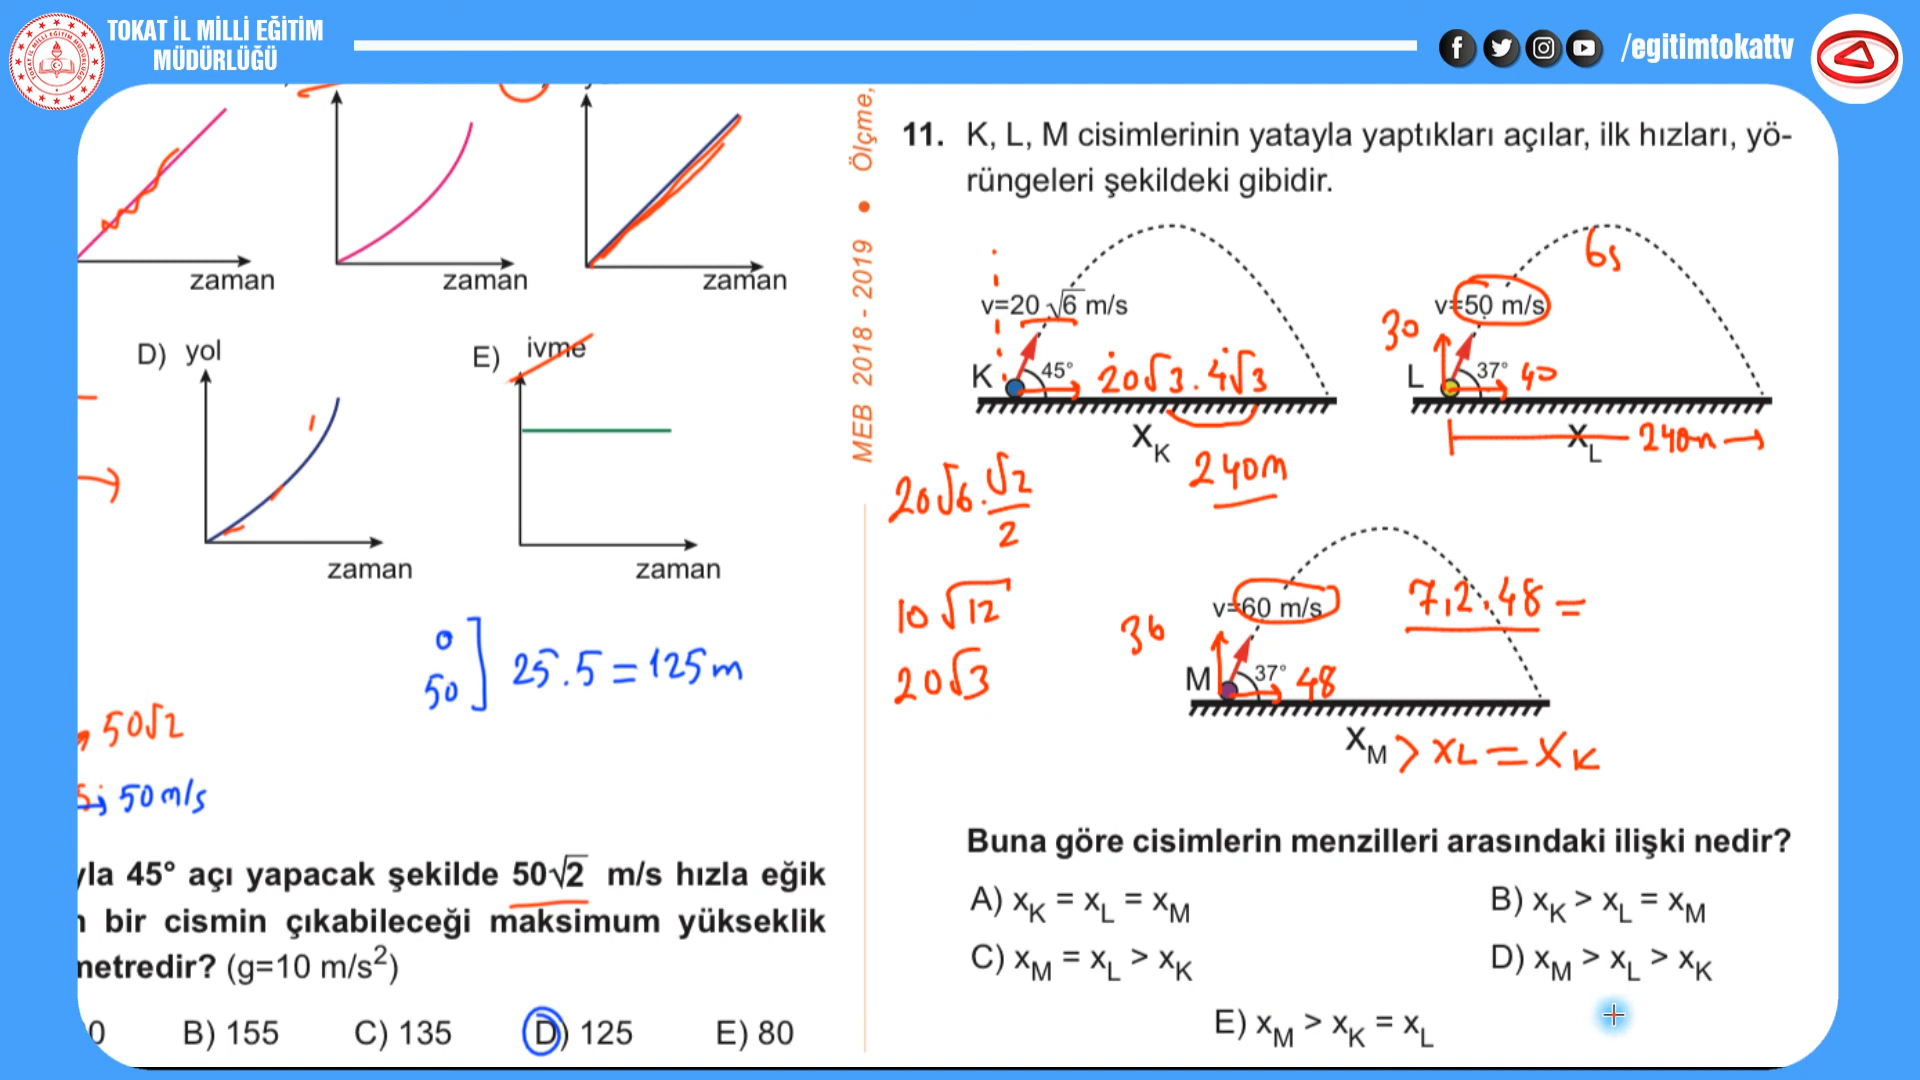 TOKAT İL MİLLİ EĞİTİM
MÜDÜRLÜĞÜ
/egitimtokattv
zaman
zaman
zaman
D) yol
zaman
E) ivme
zaman
0
50
25.5=125m
50√2
50m/s
yla 45° açı yapacak şekilde 50√2 m/s hızla eğik
bir cismin çıkabileceği maksimum yükseklik
metredir? (g=10 m/s²)
0 B) 155 C) 135 D) 125 E) 80
MEB 2018 - 2019 • Ölçme,
11. K, L, M cisimlerinin yatayla yaptıkları açılar, ilk hızları, yö-
rüngeleri şekildeki gibidir.
v=20√6 m/s
K 45° 20√3.4√3
X_K
240m
20√6.√2/2
10√12
20√3
6s
v=50 m/s
30
L 37° 40
X_L 240m
v=60 m/s
36
7,2.48=
M 37° 48
X_M > XL = XK
Buna göre cisimlerin menzilleri arasındaki ilişki nedir?
A) x_K = x_L = x_M B) x_K > x_L = x_M
C) x_M = x_L > x_K D) x_M > x_L > x_K
E) x_M > x_K = x_L